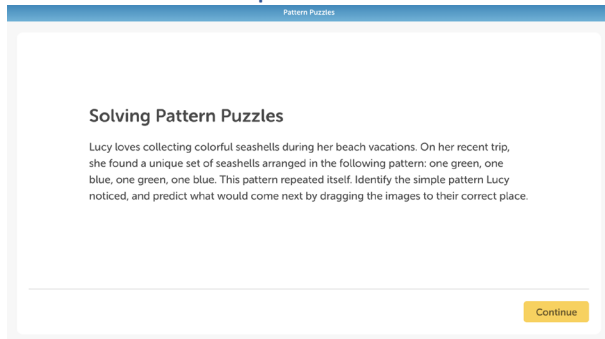 Pattern Puzzles
Solving Pattern Puzzles
Lucy loves collecting colorful seashells during her beach vacations. On her recent trip,
she found a unique set of seashells arranged in the following pattern: one green, one
blue, one green, one blue. This pattern repeated itself. Identify the simple pattern Lucy
noticed, and predict what would come next by dragging the images to their correct place.
Continue